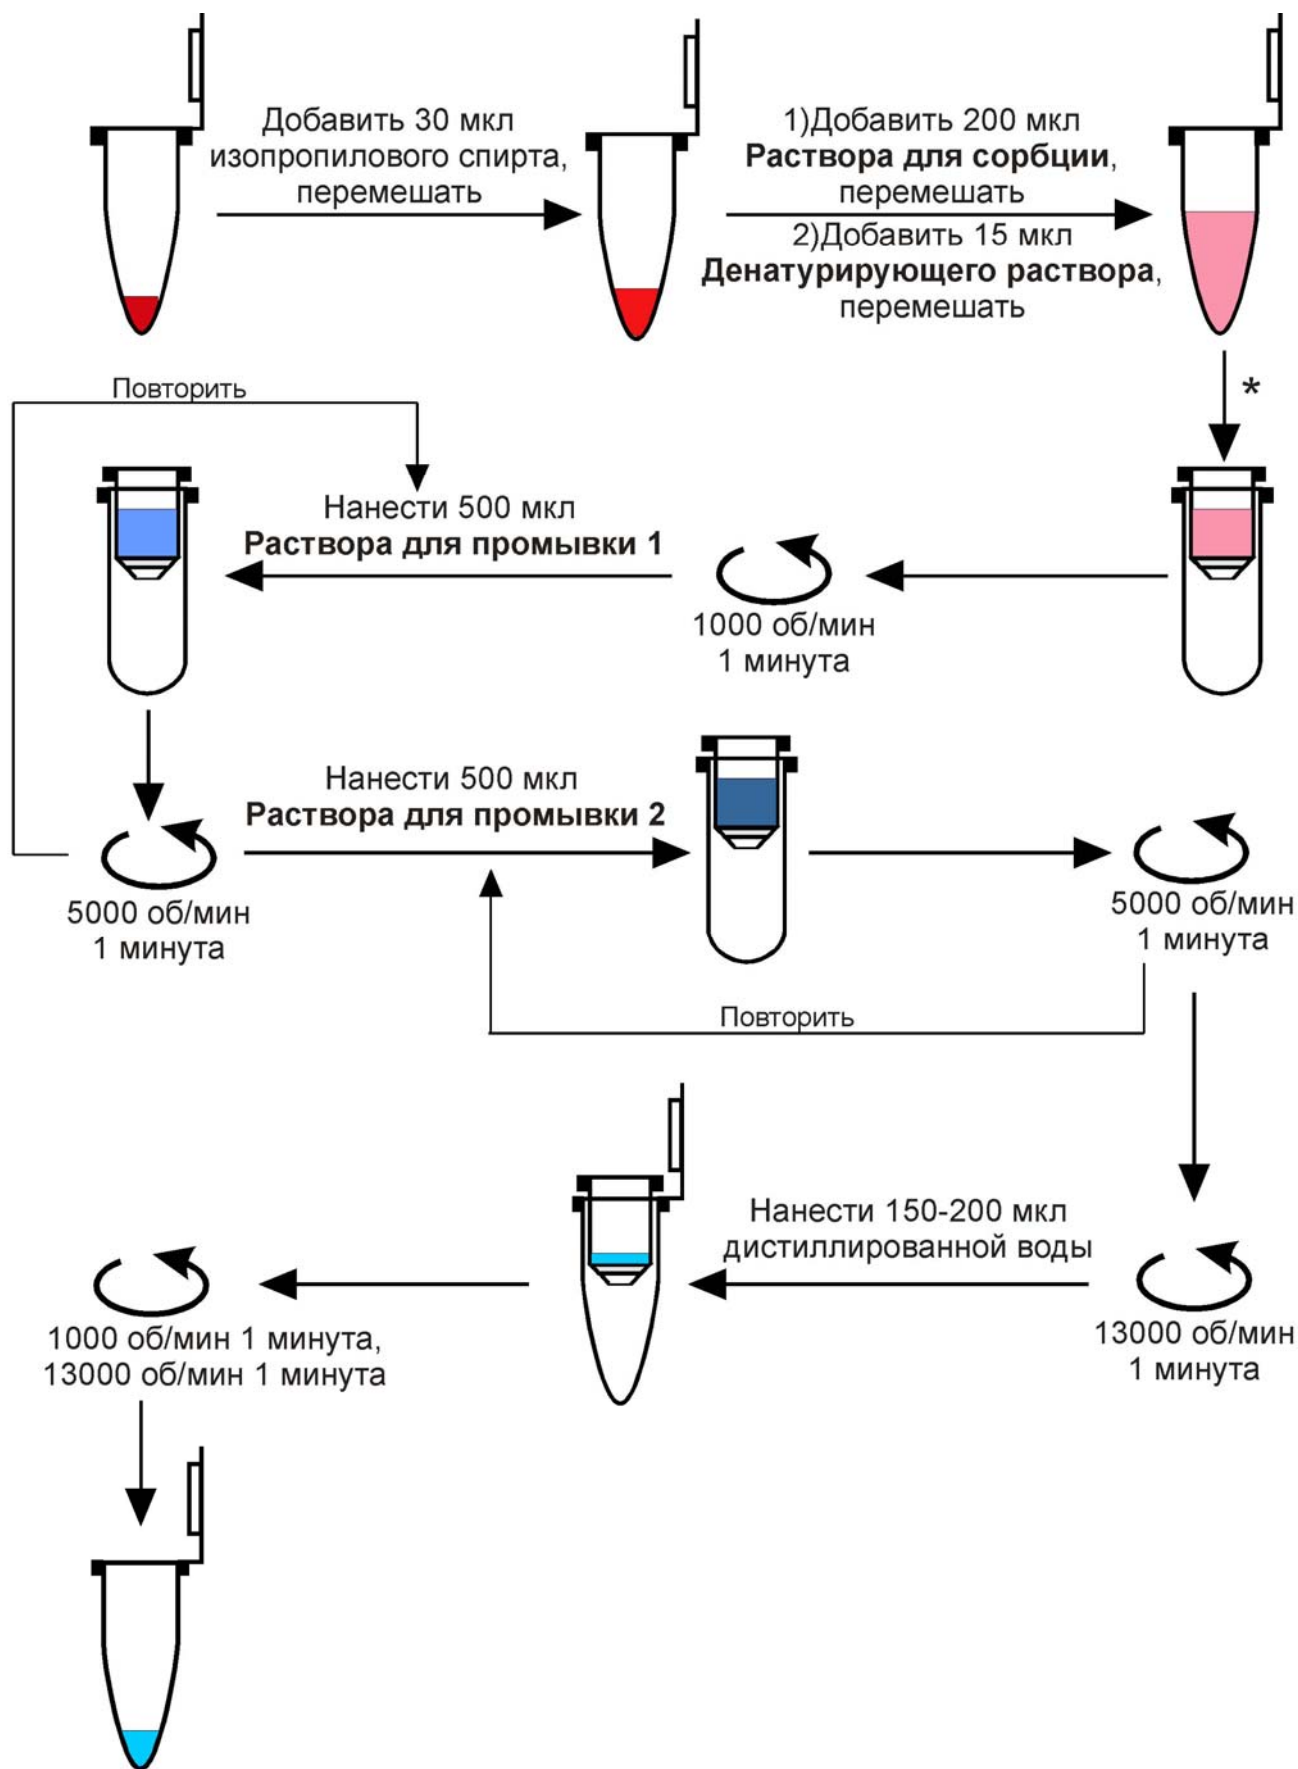 Добавить 30 мкл
изопропилового спирта,
перемешать
1)Добавить 200 мкл
Раствора для сорбции,
перемешать
2)Добавить 15 мкл
Денатурирующего раствора,
перемешать
*
Повторить
Нанести 500 мкл
Раствора для промывки 1
1000 об/мин
1 минута
Нанести 500 мкл
Раствора для промывки 2
5000 об/мин
1 минута
5000 об/мин
1 минута
Повторить
Нанести 150-200 мкл
дистиллированной воды
13000 об/мин
1 минута
1000 об/мин 1 минута,
13000 об/мин 1 минута